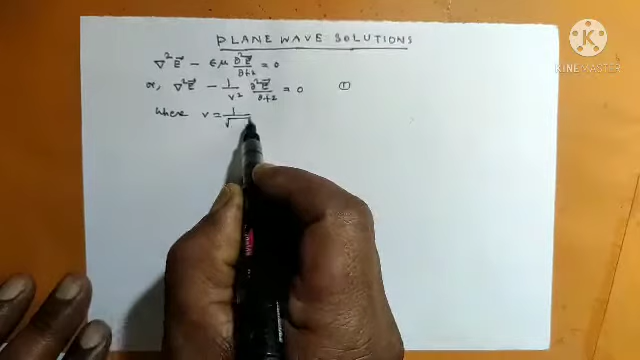 PLANE WAVE SOLUTIONS
∇²E⃗ - εμ ∂²E⃗/∂t² = 0
or, ∇²E⃗ - 1/v² ∂²E⃗/∂t² = 0 ①
where v = 1/√
KINEMASTER